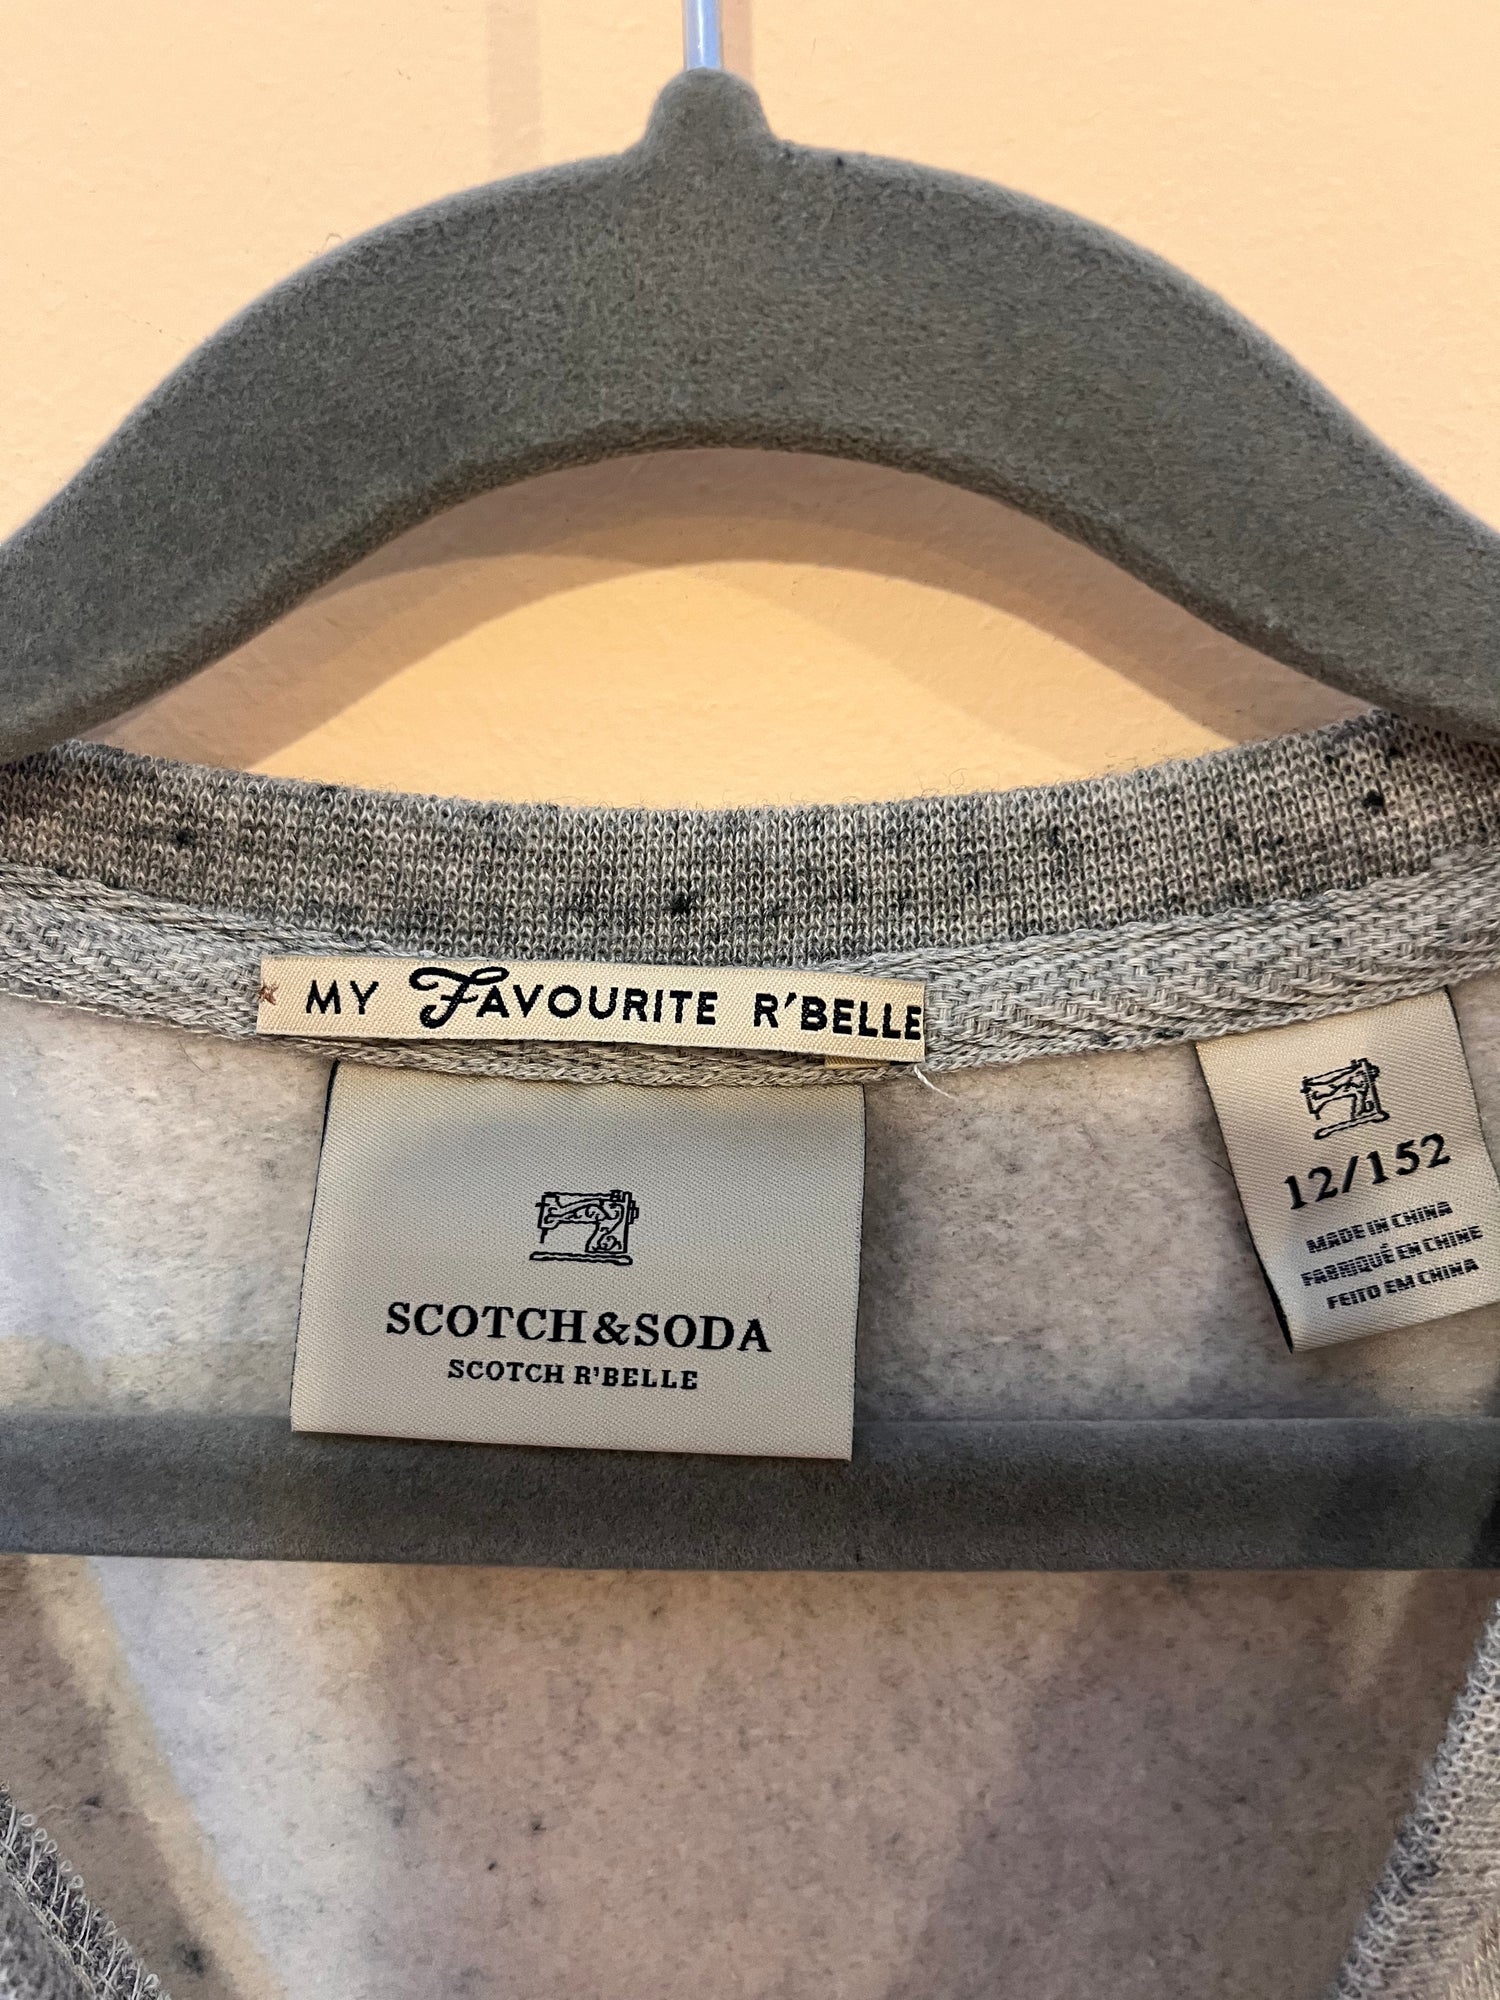 MY FAVOURITE R'BELLE
SCOTCH&SODA
SCOTCH R'BELLE
12/152
MADE IN CHINA
FABRIQUÉ EN CHINE
FEITO EM CHINA